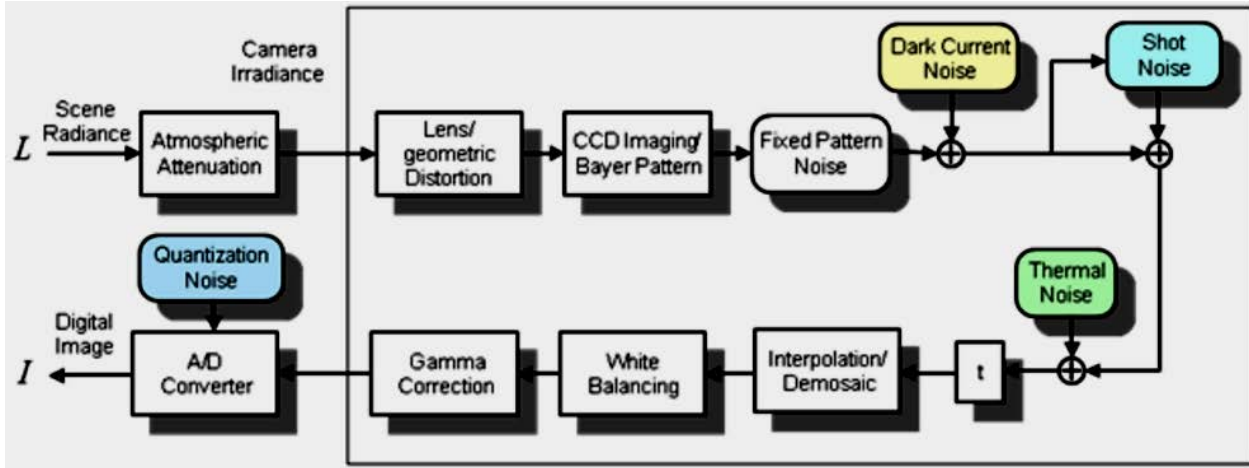 Camera
Irradiance
Dark Current
Noise
Shot
Noise
Scene
Radiance
L
Atmospheric
Attenuation
Lens/
geometric
Distortion
CCD Imaging/
Bayer Pattern
Fixed Pattern
Noise
Quantization
Noise
Thermal
Noise
Digital
Image
I
A/D
Converter
Gamma
Correction
White
Balancing
Interpolation/
Demosaic
t